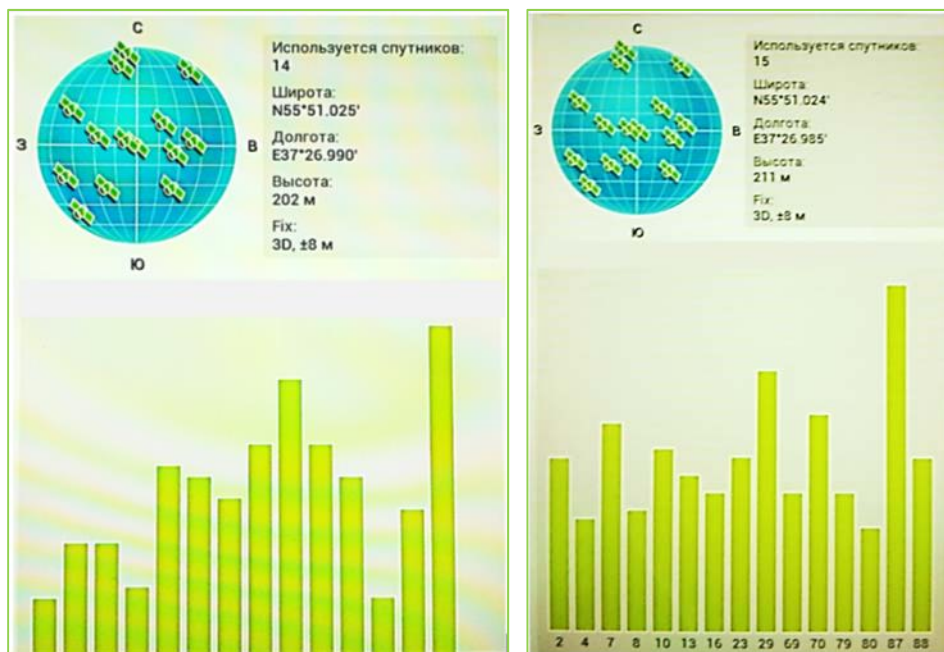 С
З
В
Ю
Используется спутников:
14
Широта:
N55°51.025'
Долгота:
E37°26.990'
Высота:
202 м
Fix:
3D, ±8 м
С
З
В
Ю
Используется спутников:
15
Широта:
N55°51.024'
Долгота:
E37°26.985'
Высота:
211 м
Fix:
3D, ±8 м
2 4 7 8 10 13 16 23 29 69 70 79 80 87 88